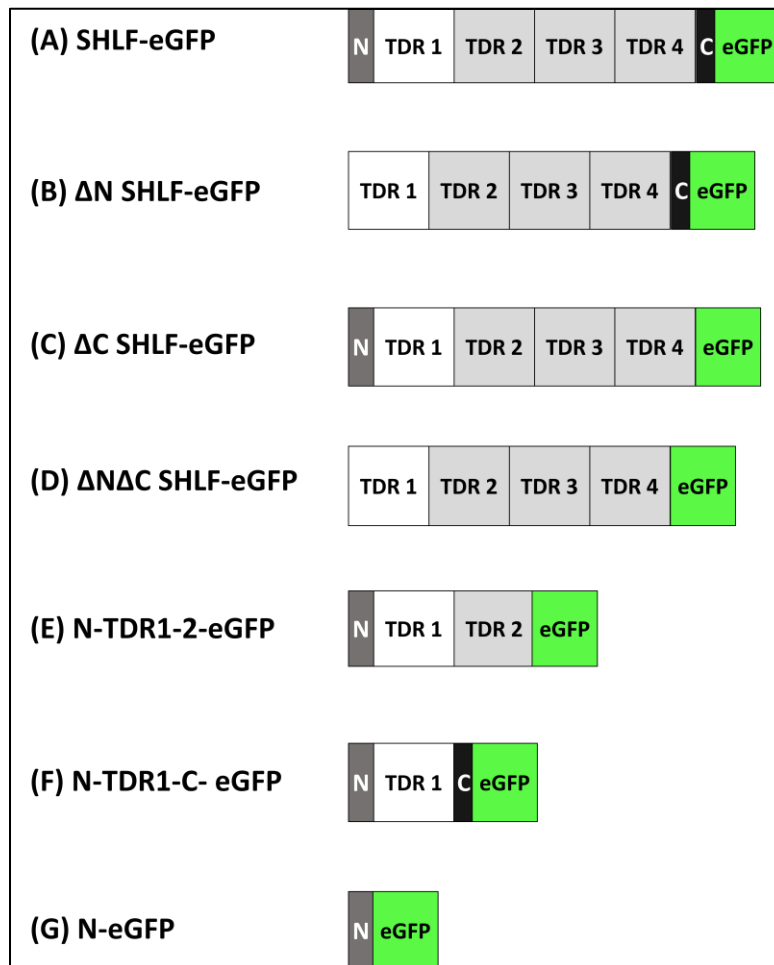 (A) SHLF-eGFP N TDR 1 TDR 2 TDR 3 TDR 4 C eGFP
(B) ΔN SHLF-eGFP TDR 1 TDR 2 TDR 3 TDR 4 C eGFP
(C) ΔC SHLF-eGFP N TDR 1 TDR 2 TDR 3 TDR 4 eGFP
(D) ΔNΔC SHLF-eGFP TDR 1 TDR 2 TDR 3 TDR 4 eGFP
(E) N-TDR1-2-eGFP N TDR 1 TDR 2 eGFP
(F) N-TDR1-C- eGFP N TDR 1 C eGFP
(G) N-eGFP N eGFP